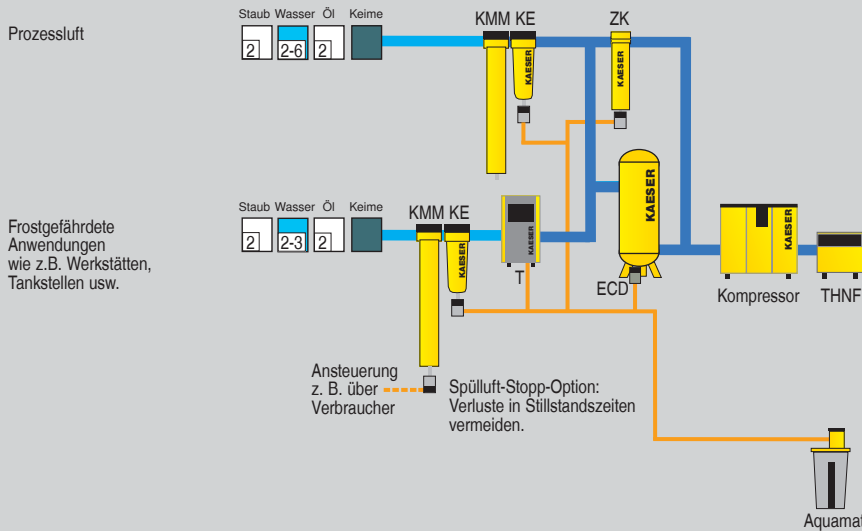 Prozessluft
Staub Wasser Öl Keime
2 2-6 2
KMM KE
ZK
KAESER
KAESER
Frostgefährdete
Anwendungen
wie z.B. Werkstätten,
Tankstellen usw.
Staub Wasser Öl Keime
2 2-3 2
KMM KE
KAESER
KAESER
T
KAESER
ECD
KAESER
Kompressor
THNF
Ansteuerung
z. B. über
Verbraucher
Spülluft-Stopp-Option:
Verluste in Stillstandszeiten
vermeiden.
Aquamat